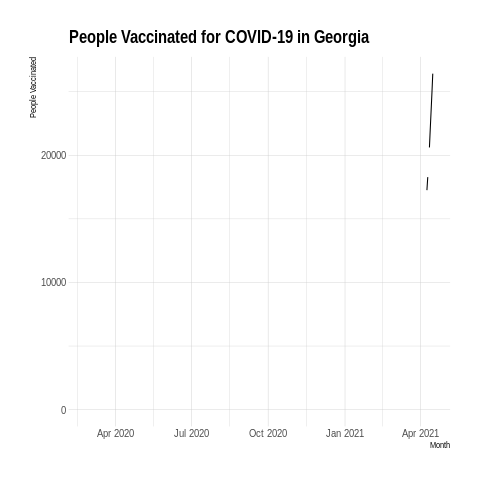 People Vaccinated for COVID-19 in Georgia
People Vaccinated
20000
10000
0
Apr 2020 Jul 2020 Oct 2020 Jan 2021 Apr 2021
Month